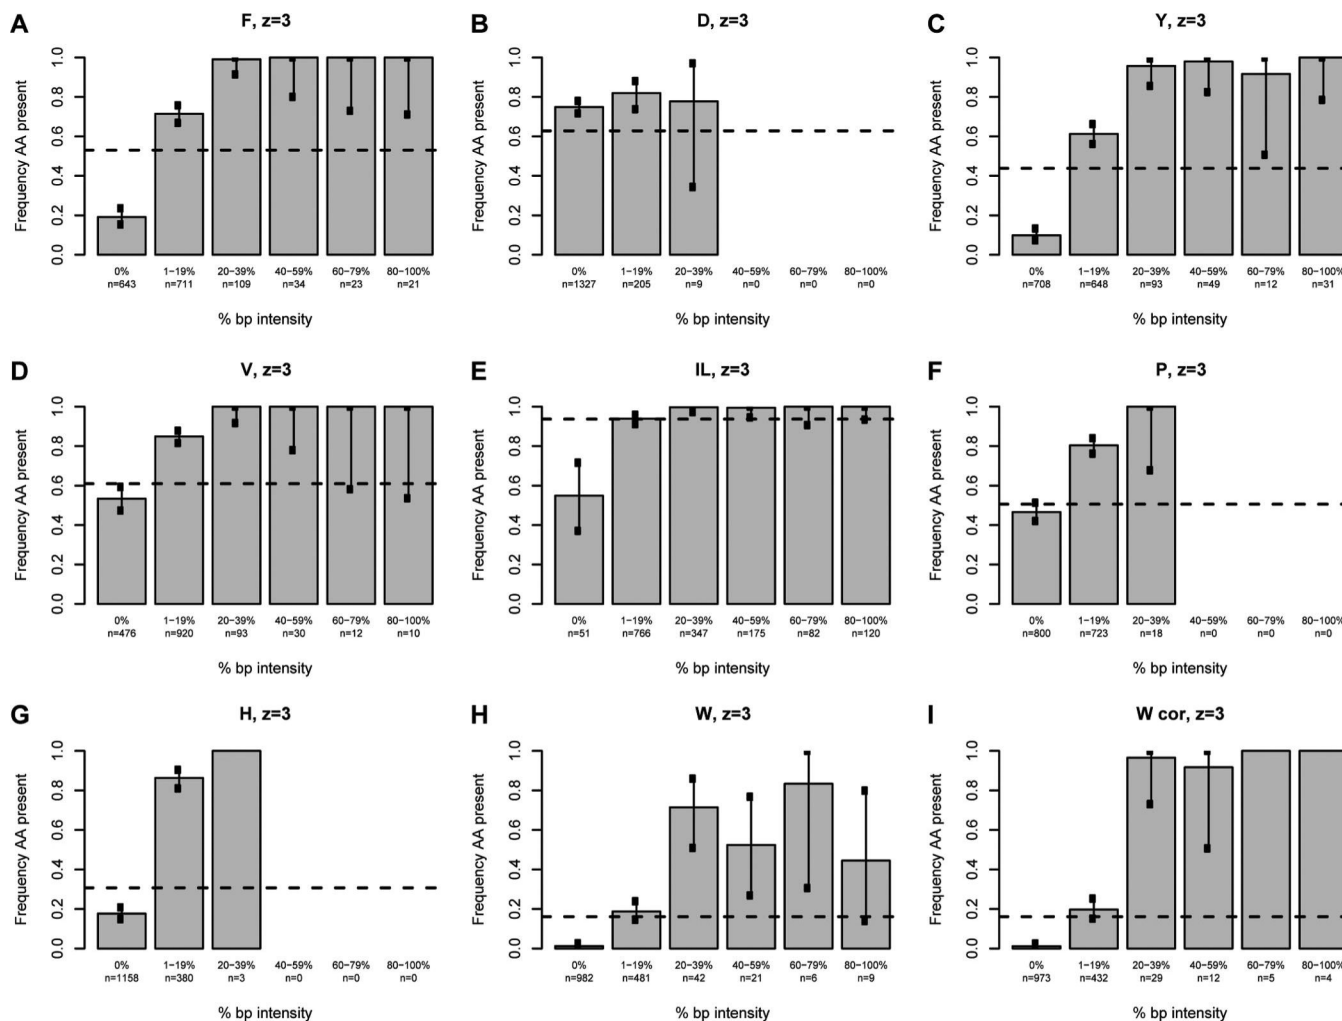 A
F, z=3
Frequency AA present
1.0
0.8
0.6
0.4
0.2
0.0
0% 1−19% 20−39% 40−59% 60−79% 80−100%
n=643 n=711 n=109 n=34 n=23 n=21
% bp intensity
B
D, z=3
Frequency AA present
1.0
0.8
0.6
0.4
0.2
0.0
0% 1−19% 20−39% 40−59% 60−79% 80−100%
n=1327 n=205 n=9 n=0 n=0 n=0
% bp intensity
C
Y, z=3
Frequency AA present
1.0
0.8
0.6
0.4
0.2
0.0
0% 1−19% 20−39% 40−59% 60−79% 80−100%
n=708 n=648 n=93 n=49 n=12 n=31
% bp intensity
D
V, z=3
Frequency AA present
1.0
0.8
0.6
0.4
0.2
0.0
0% 1−19% 20−39% 40−59% 60−79% 80−100%
n=476 n=920 n=93 n=30 n=12 n=10
% bp intensity
E
IL, z=3
Frequency AA present
1.0
0.8
0.6
0.4
0.2
0.0
0% 1−19% 20−39% 40−59% 60−79% 80−100%
n=51 n=766 n=347 n=175 n=82 n=120
% bp intensity
F
P, z=3
Frequency AA present
1.0
0.8
0.6
0.4
0.2
0.0
0% 1−19% 20−39% 40−59% 60−79% 80−100%
n=800 n=723 n=18 n=0 n=0 n=0
% bp intensity
G
H, z=3
Frequency AA present
1.0
0.8
0.6
0.4
0.2
0.0
0% 1−19% 20−39% 40−59% 60−79% 80−100%
n=1158 n=380 n=3 n=0 n=0 n=0
% bp intensity
H
W, z=3
Frequency AA present
1.0
0.8
0.6
0.4
0.2
0.0
0% 1−19% 20−39% 40−59% 60−79% 80−100%
n=982 n=481 n=42 n=21 n=6 n=9
% bp intensity
I
W cor, z=3
Frequency AA present
1.0
0.8
0.6
0.4
0.2
0.0
0% 1−19% 20−39% 40−59% 60−79% 80−100%
n=973 n=432 n=29 n=12 n=5 n=4
% bp intensity